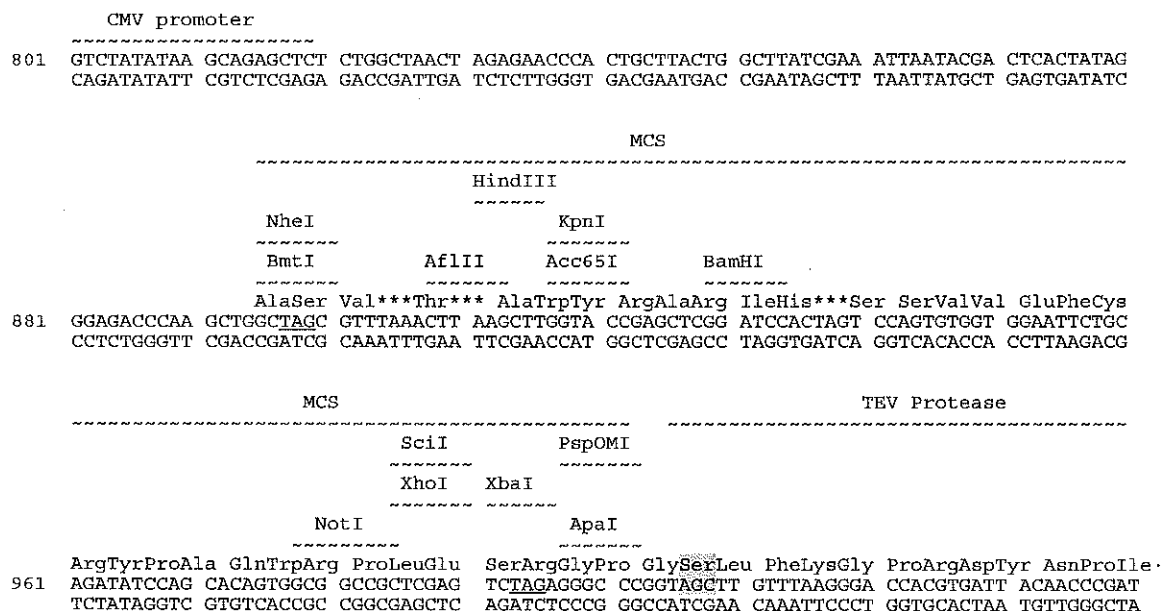 CMV promoter
~~~~~~~~~~~~~~~~~~~~
801 GTCTATATAA GCAGAGCTCT CTGGCTAACT AGAGAACCCA CTGCTTACTG GCTTATCGAA ATTAATACGA CTCACTATAG
CAGATATATT CGTCTCGAGA GACCGATTGA TCTCTTGGGT GACGAATGAC CGAATAGCTT TAATTATGCT GAGTGATATC
MCS
HindIII
~~~~~~
NheI KpnI
~~~~~~~ ~~~~~~~
BmtI AflII Acc65I BamHI
~~~~~~~ ~~~~~~~ ~~~~~~~ ~~~~~~~
AlaSer Val***Thr*** AlaTrpTyr ArgAlaArg IleHis***Ser SerValVal GluPheCys
881 GGAGACCCAA GCTGGCTAGC GTTTAAACTT AAGCTTGGTA CCGAGCTCGG ATCCACTAGT CCAGTGTGGT GGAATTCTGC
CCTCTGGGTT CGACCGATCG CAAATTTGAA TTCGAACCAT GGCTCGAGCC TAGGTGATCA GGTCACACCA CCTTAAGACG
MCS TEV Protease
SciI PspOMI
~~~~~~~ ~~~~~~~
XhoI XbaI
~~~~~~~ ~~~~~~
NotI ApaI
~~~~~~~~~ ~~~~~~~
ArgTyrProAla GlnTrpArg ProLeuGlu SerArgGlyPro GlySerLeu PheLysGly ProArgAspTyr AsnProIle·
961 AGATATCCAG CACAGTGGCG GCCGCTCGAG TCTAGAGGGC CCGGTAGCTT GTTTAAGGGA CCACGTGATT ACAACCCGAT
TCTATAGGTC GTGTCACCGC CGGCGAGCTC AGATCTCCCG GGCCATCGAA CAAATTCCCT GGTGCACTAA TGTTGGGCTA